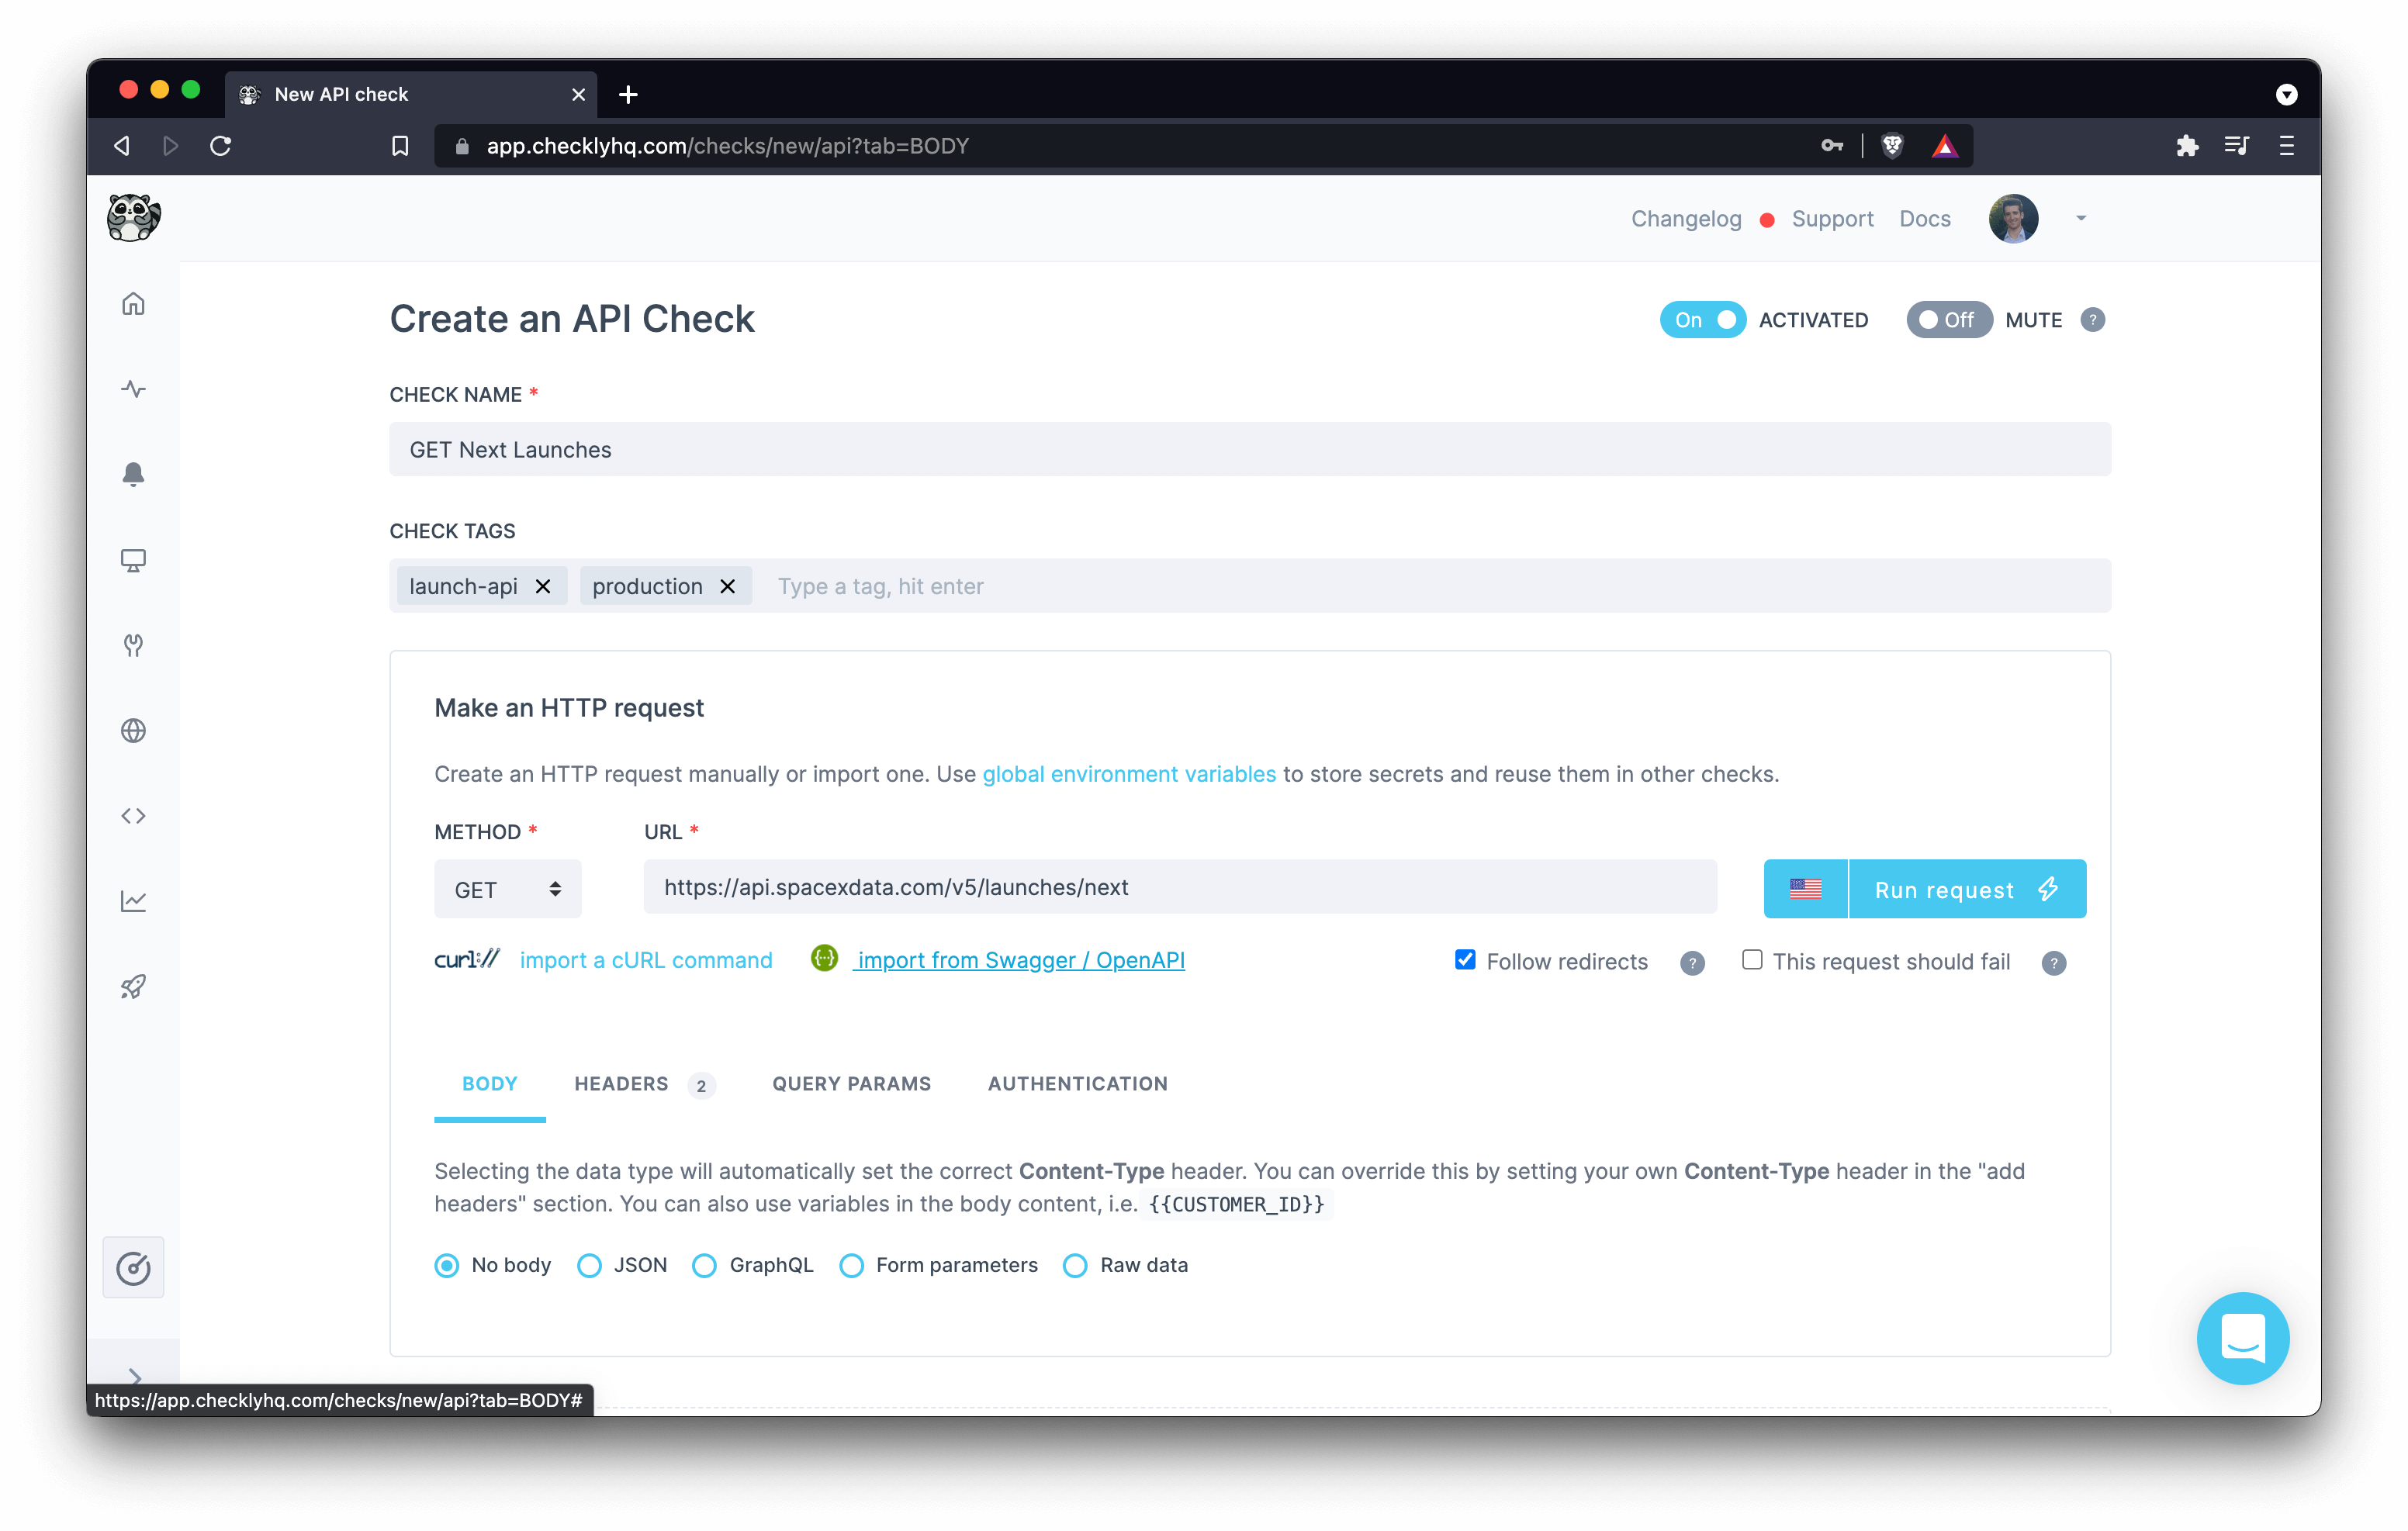 New API check
app.checklyhq.com/checks/new/api?tab=BODY
Changelog Support Docs
Create an API Check
On ACTIVATED Off MUTE ?
CHECK NAME *
GET Next Launches
CHECK TAGS
launch-api production Type a tag, hit enter
Make an HTTP request
Create an HTTP request manually or import one. Use global environment variables to store secrets and reuse them in other checks.
METHOD * URL *
GET https://api.spacexdata.com/v5/launches/next Run request
curl:// import a cURL command {...} import from Swagger / OpenAPI Follow redirects ? This request should fail ?
BODY HEADERS 2 QUERY PARAMS AUTHENTICATION
Selecting the data type will automatically set the correct Content-Type header. You can override this by setting your own Content-Type header in the "add
headers" section. You can also use variables in the body content, i.e. {{CUSTOMER_ID}}
No body JSON GraphQL Form parameters Raw data
https://app.checklyhq.com/checks/new/api?tab=BODY#